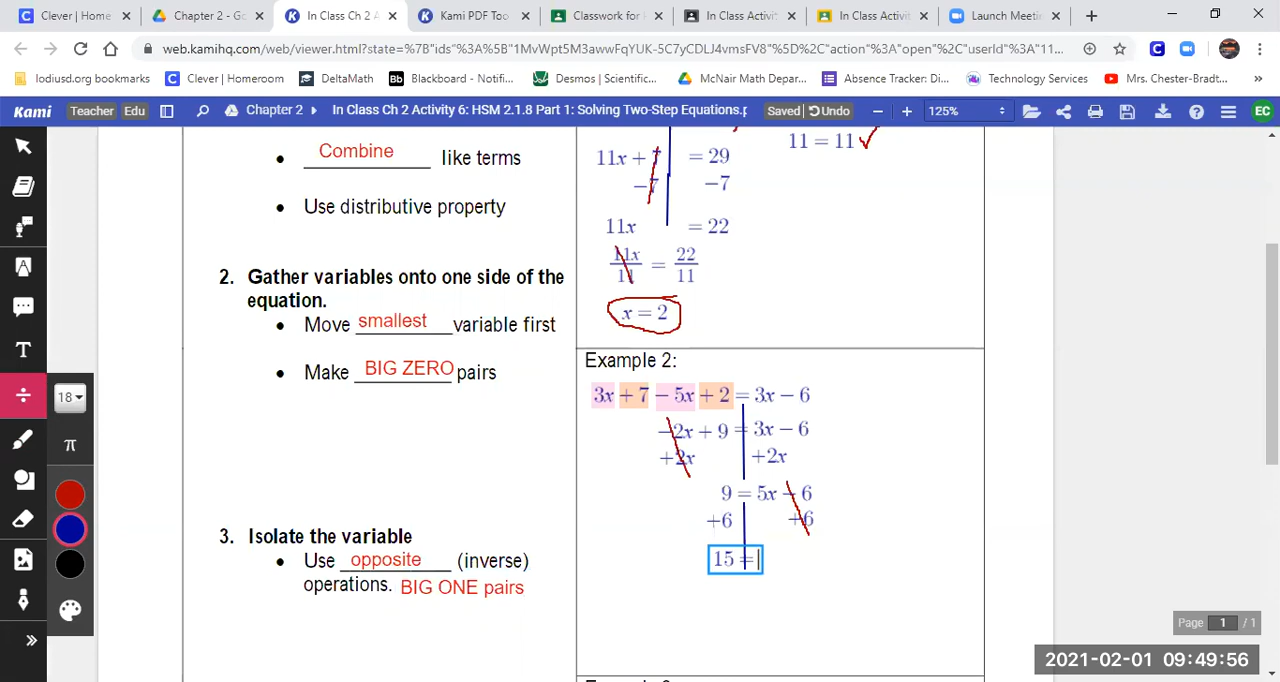 Clever | Home
Chapter 2 - Go
In Class Ch 2 A
Kami PDF Too
Classwork for
In Class Activit
In Class Activit
Launch Meetin
web.kamihq.com/web/viewer.html?state=%7B"ids"%3A%5B"1MvWpt5M3awwFqYUK-5C7yCDLJ4vmsFV8"%5D%2C"action"%3A"open"%2C"userId"%3A"11...
lodiusd.org bookmarks
Clever | Homeroom
DeltaMath
Bb Blackboard - Notifi...
Desmos | Scientific...
McNair Math Depar...
Absence Tracker: Di...
Technology Services
Mrs. Chester-Bradt...
»
Kami Teacher Edu Chapter 2 In Class Ch 2 Activity 6: HSM 2.1.8 Part 1: Solving Two-Step Equations.p Saved Undo − + 125% EC
18
π
• Combine like terms
• Use distributive property
2. Gather variables onto one side of the
equation.
• Move smallest variable first
• Make BIG ZERO pairs
3. Isolate the variable
• Use opposite (inverse)
operations. BIG ONE pairs
11 = 11
11x + 7 = 29
−7 −7
11x = 22
11x/11 = 22/11
x = 2
Example 2:
3x + 7 − 5x + 2 = 3x − 6
−2x + 9 = 3x − 6
+2x +2x
9 = 5x − 6
+6 +6
15 =
Page 1 / 1
2021-02-01 09:49:56